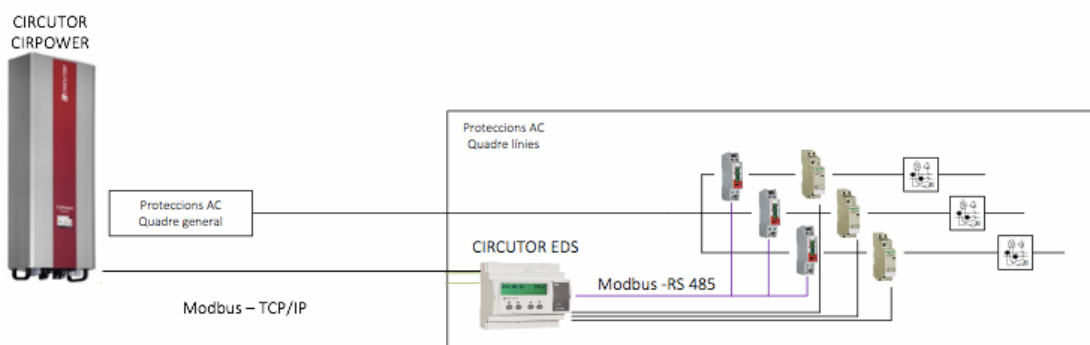 CIRCUTOR
CIRPOWER
Proteccions AC
Quadre línies
Proteccions AC
Quadre general
CIRCUTOR EDS
Modbus -RS 485
Modbus – TCP/IP